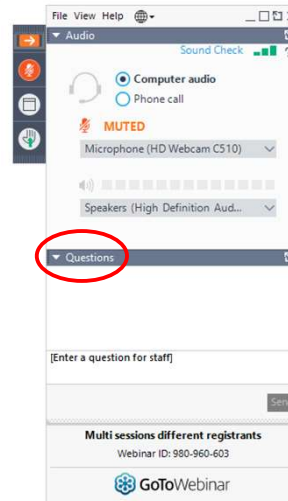 File View Help
Audio
Sound Check
?
Computer audio
Phone call
MUTED
Microphone (HD Webcam C510)
Speakers (High Definition Aud...
Questions
[Enter a question for staff]
Multi sessions different registrants
Webinar ID: 980-960-603
GoToWebinar